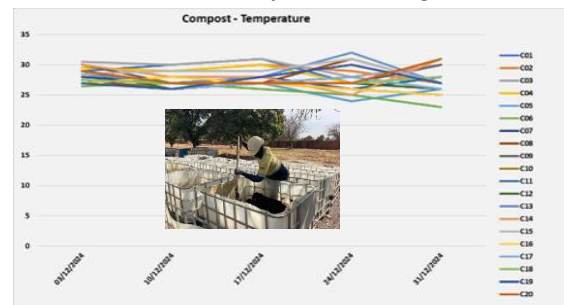 Compost - Temperature
35
30
25
20
15
10
5
0
03/12/2024
10/12/2024
17/12/2024
24/12/2024
31/12/2024
C01
C02
C03
C04
C05
C06
C07
C08
C09
C10
C11
C12
C13
C14
C15
C16
C17
C18
C19
C20